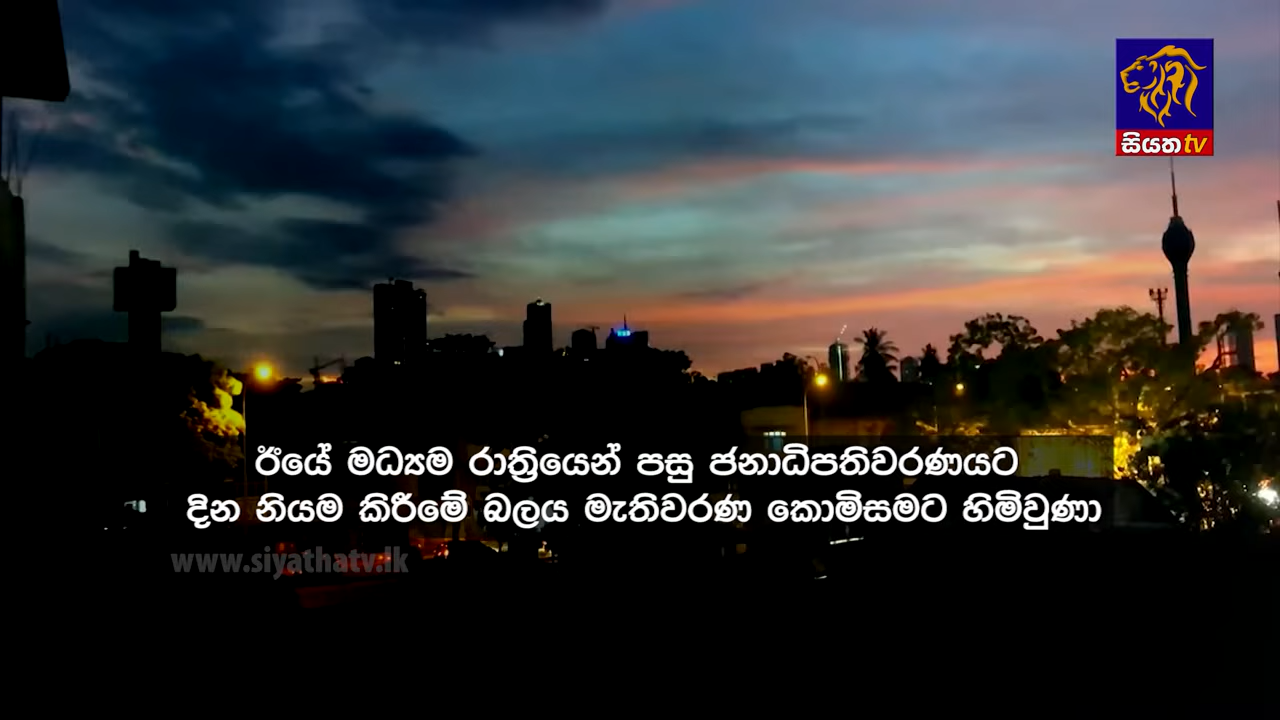 සියත tv
ඊයේ මධ්‍යම රාත්‍රියෙන් පසු ජනාධිපතිවරණයට
දින නියම කිරීමේ බලය මැතිවරණ කොමිසමට හිමිවුණා
www.siyathatv.lk